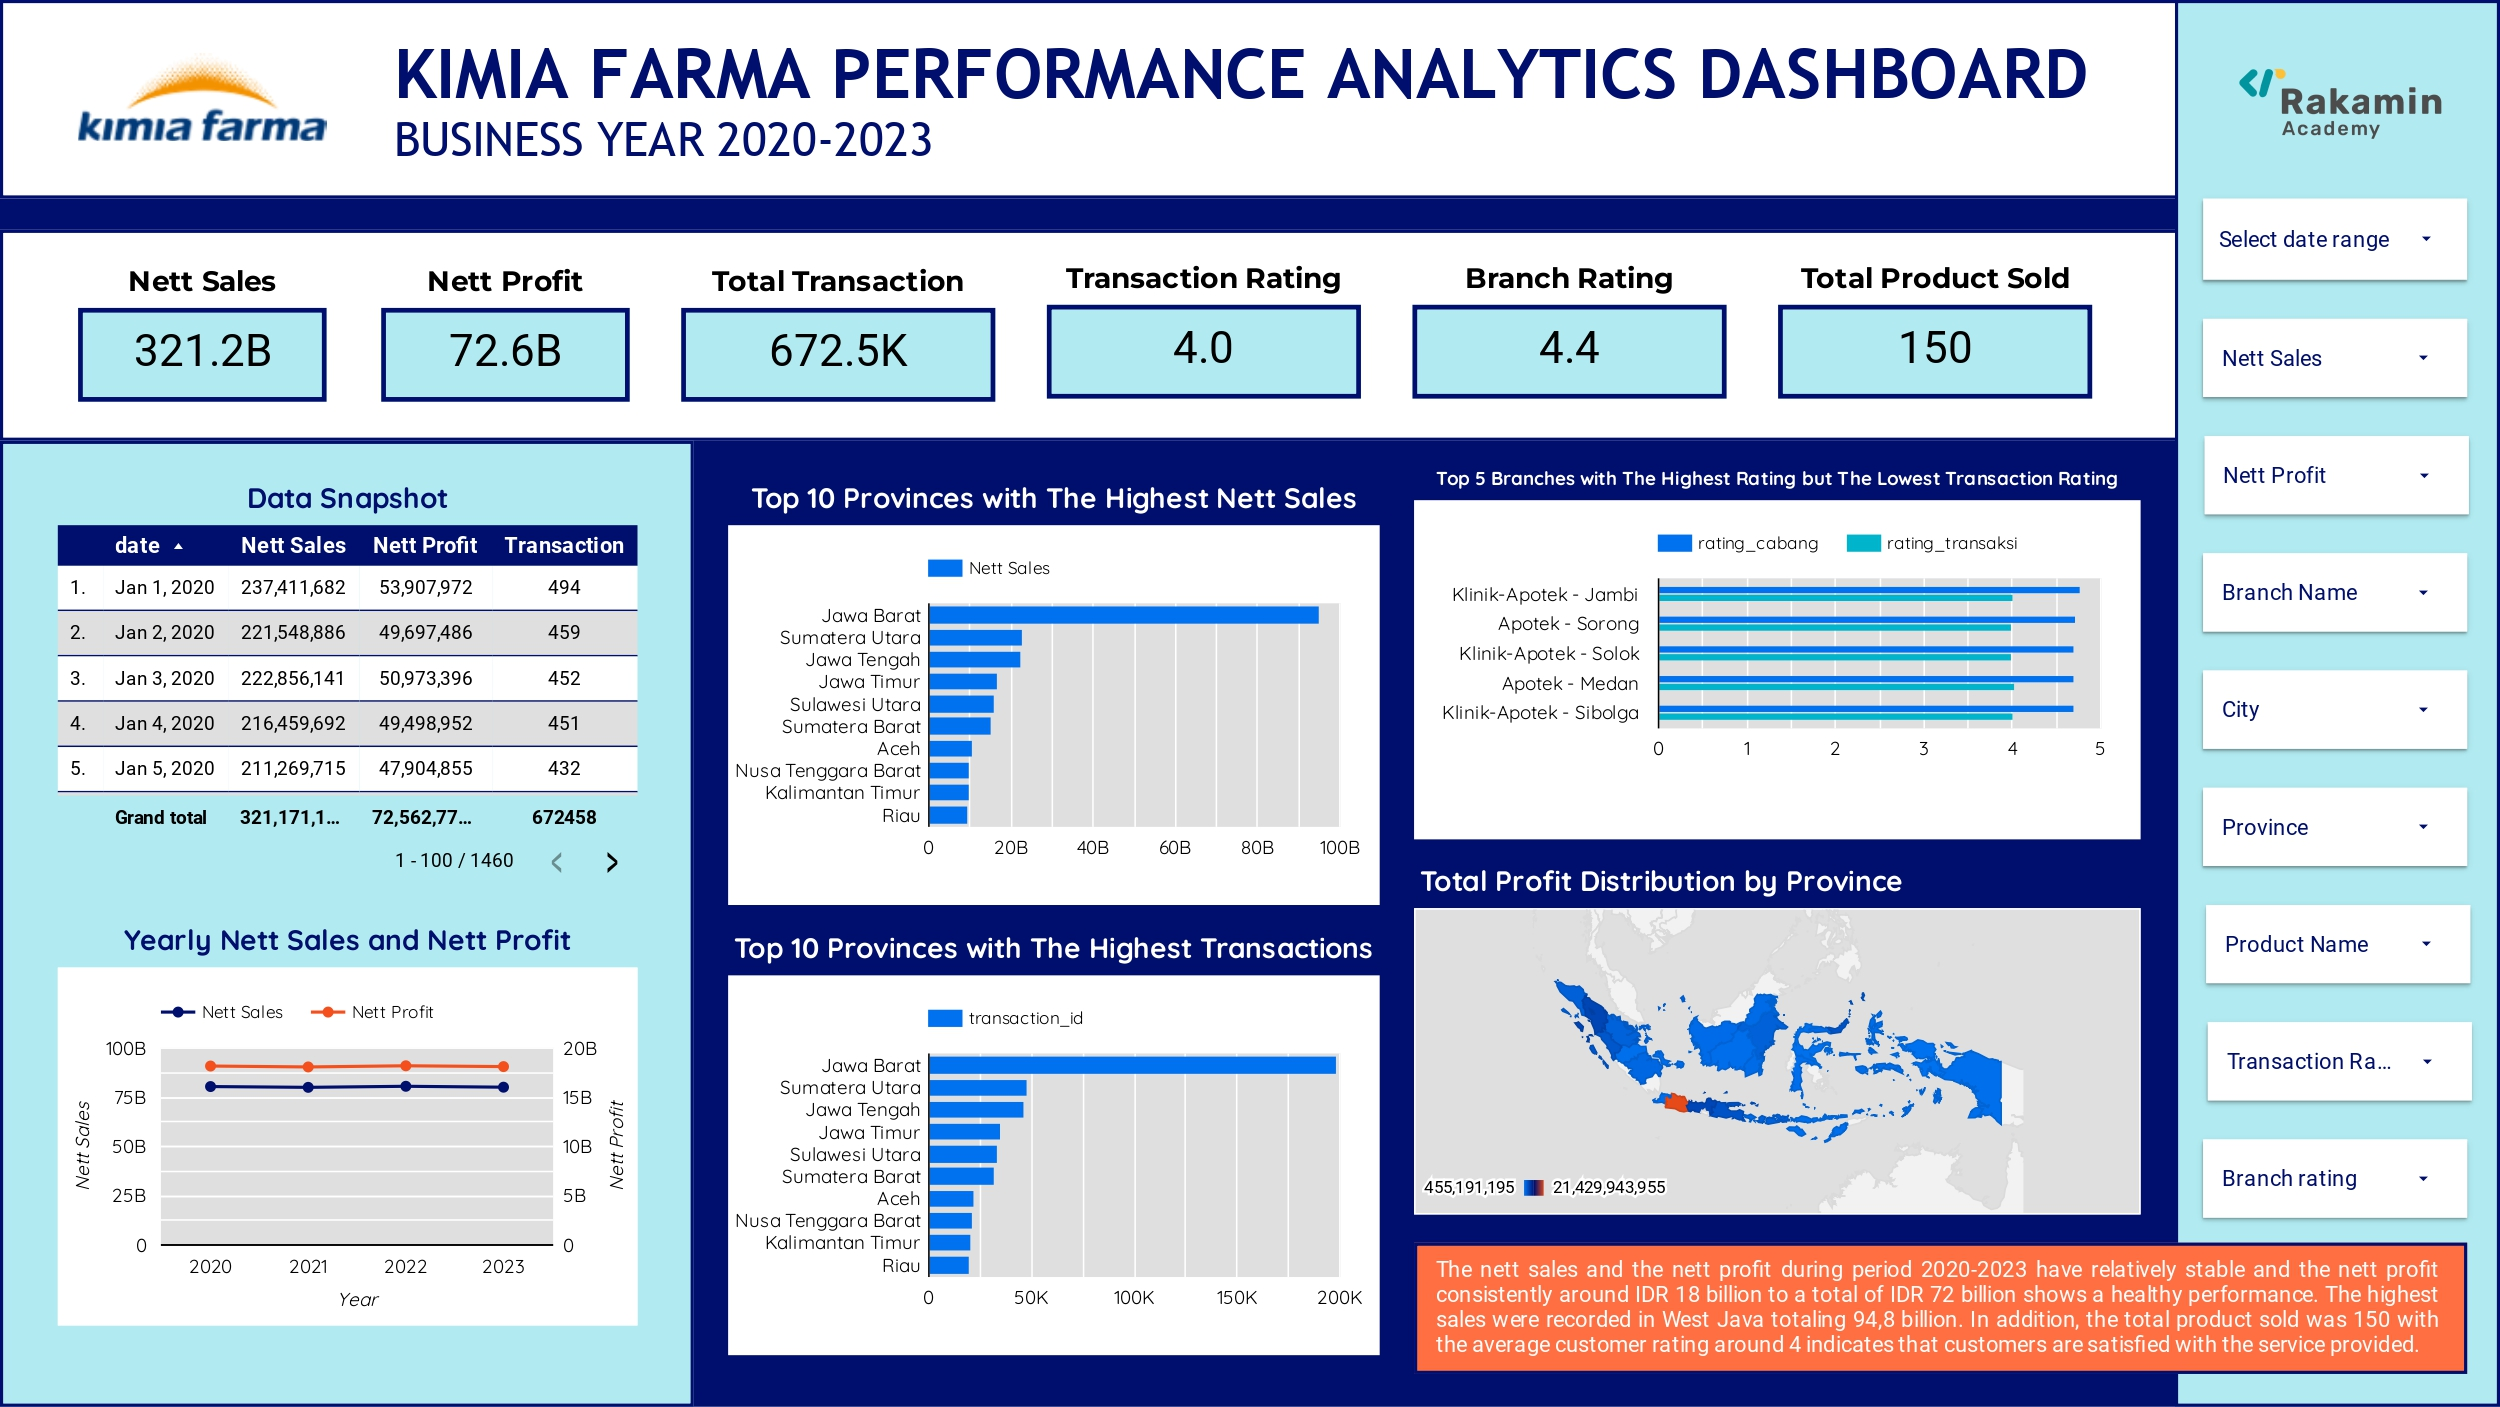 kimia farma
KIMIA FARMA PERFORMANCE ANALYTICS DASHBOARD
BUSINESS YEAR 2020-2023
Rakamin
Academy
Nett Sales
321.2B
Nett Profit
72.6B
Total Transaction
672.5K
Transaction Rating
4.0
Branch Rating
4.4
Total Product Sold
150
Select date range
Nett Sales
Nett Profit
Branch Name
City
Province
Product Name
Transaction Ra...
Branch rating
Data Snapshot
date Nett Sales Nett Profit Transaction
1. Jan 1, 2020 237,411,682 53,907,972 494
2. Jan 2, 2020 221,548,886 49,697,486 459
3. Jan 3, 2020 222,856,141 50,973,396 452
4. Jan 4, 2020 216,459,692 49,498,952 451
5. Jan 5, 2020 211,269,715 47,904,855 432
Grand total 321,171,1... 72,562,77... 672458
1 - 100 / 1460
Yearly Nett Sales and Nett Profit
Nett Sales Nett Profit
100B 20B
75B 15B
50B 10B
25B 5B
0 0
Nett Sales
Nett Profit
2020 2021 2022 2023
Year
Top 10 Provinces with The Highest Nett Sales
Nett Sales
Jawa Barat
Sumatera Utara
Jawa Tengah
Jawa Timur
Sulawesi Utara
Sumatera Barat
Aceh
Nusa Tenggara Barat
Kalimantan Timur
Riau
0 20B 40B 60B 80B 100B
Top 10 Provinces with The Highest Transactions
transaction_id
Jawa Barat
Sumatera Utara
Jawa Tengah
Jawa Timur
Sulawesi Utara
Sumatera Barat
Aceh
Nusa Tenggara Barat
Kalimantan Timur
Riau
0 50K 100K 150K 200K
Top 5 Branches with The Highest Rating but The Lowest Transaction Rating
rating_cabang rating_transaksi
Klinik-Apotek - Jambi
Apotek - Sorong
Klinik-Apotek - Solok
Apotek - Medan
Klinik-Apotek - Sibolga
0 1 2 3 4 5
Total Profit Distribution by Province
455,191,195 21,429,943,955
The nett sales and the nett profit during period 2020-2023 have relatively stable and the nett profit
consistently around IDR 18 billion to a total of IDR 72 billion shows a healthy performance. The highest
sales were recorded in West Java totaling 94,8 billion. In addition, the total product sold was 150 with
the average customer rating around 4 indicates that customers are satisfied with the service provided.